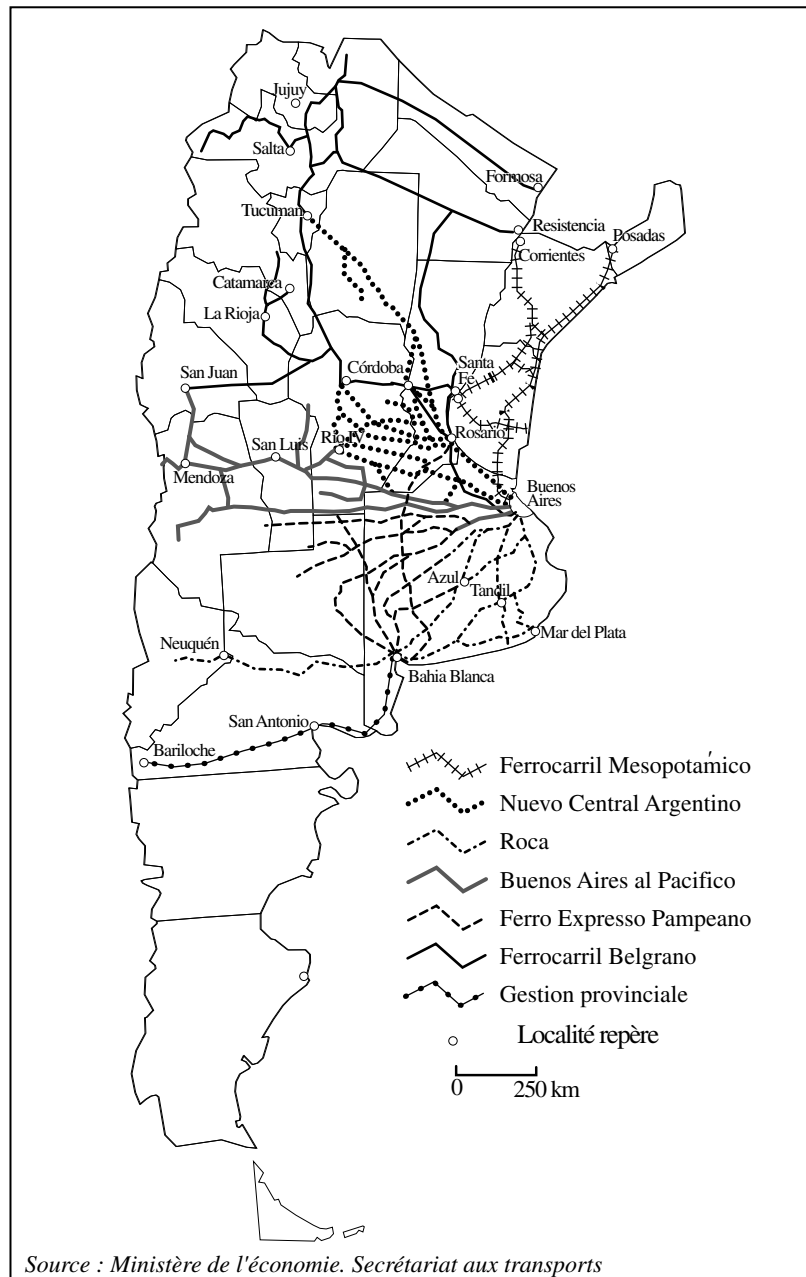 Jujuy
Salta
Formosa
Tucuman
Resistencia
Posadas
Corrientes
Catamarca
La Rioja
Santa
Fe
Córdoba
San Juan
San Luis
Río IV
Rosario
Mendoza
Buenos
Aires
Azul
Tandil
Mar del Plata
Neuquén
Bahia Blanca
San Antonio
Bariloche
Ferrocarril Mesopotámico
Nuevo Central Argentino
Roca
Buenos Aires al Pacifico
Ferro Expresso Pampeano
Ferrocarril Belgrano
Gestion provinciale
Localité repère
0 250 km
Source : Ministère de l'économie. Secrétariat aux transports